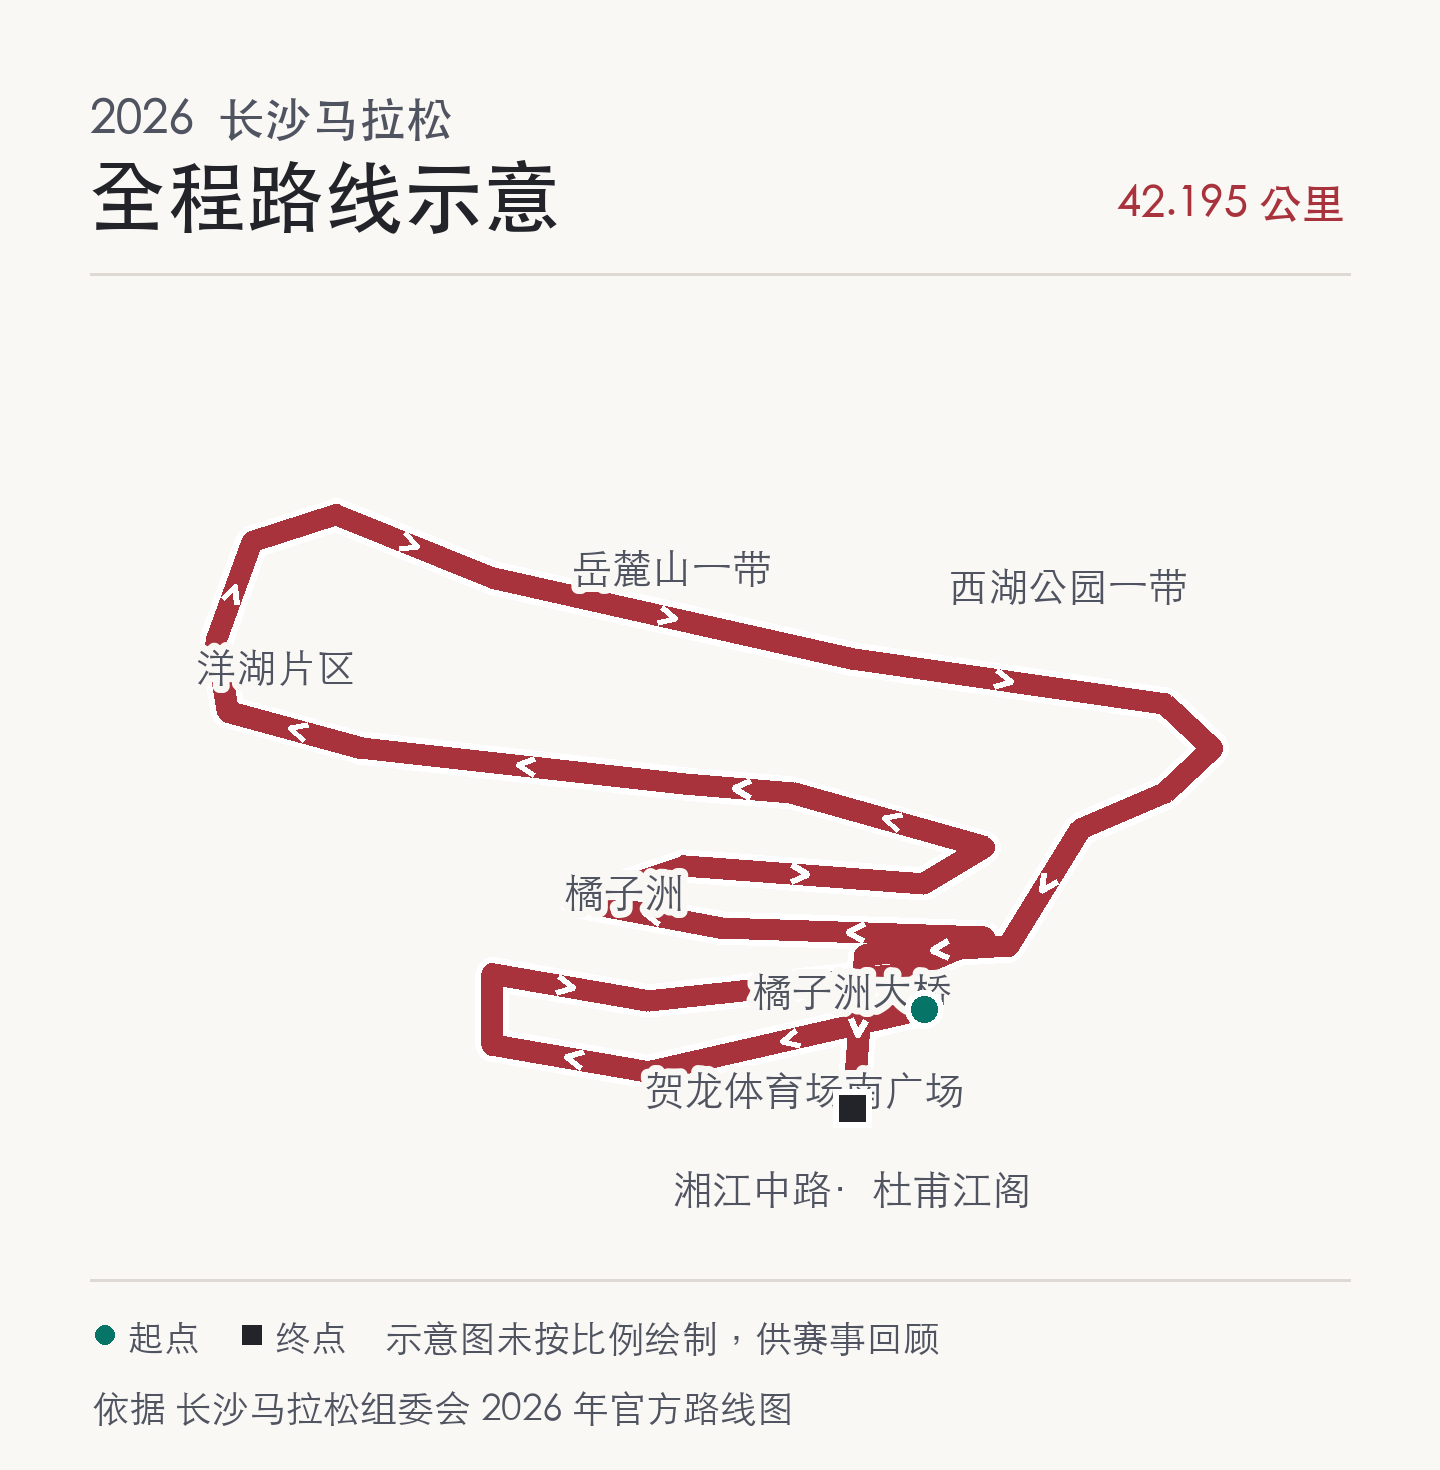 2026 长沙马拉松
全程路线示意
42.195 公里
岳麓山一带
西湖公园一带
洋湖片区
橘子洲
橘子洲大桥
贺龙体育场南广场
湘江中路· 杜甫江阁
起点 终点 示意图未按比例绘制，供赛事回顾
依据 长沙马拉松组委会 2026 年官方路线图